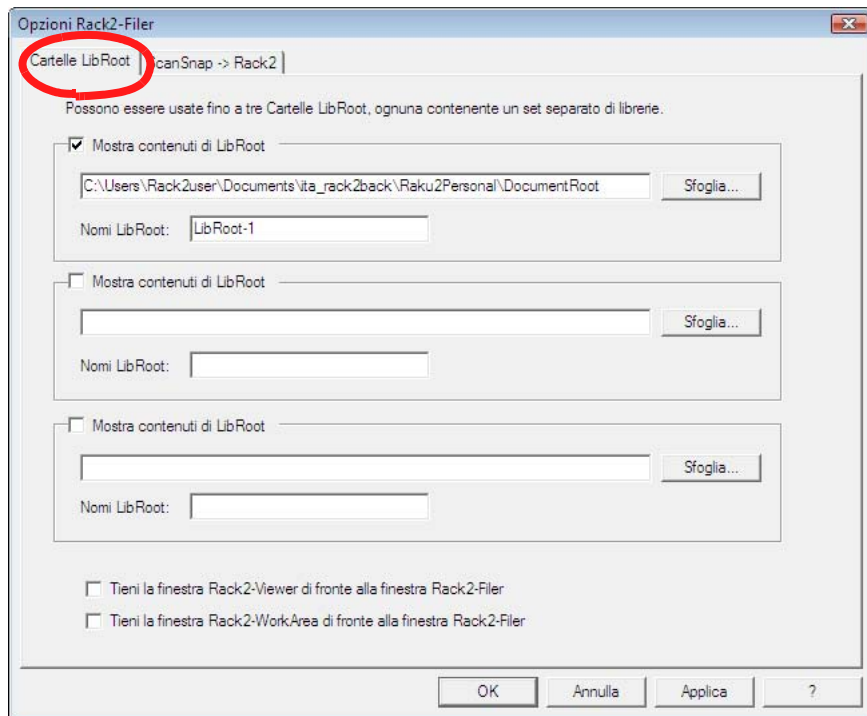 Opzioni Rack2-Filer
Cartelle LibRoot
ScanSnap -> Rack2
Possono essere usate fino a tre Cartelle LibRoot, ognuna contenente un set separato di librerie.
Mostra contenuti di LibRoot
C:\Users\Rack2user\Documents\ita_rack2back\Raku2Personal\DocumentRoot
Sfoglia...
Nomi LibRoot: LibRoot-1
Mostra contenuti di LibRoot
Sfoglia...
Nomi LibRoot:
Mostra contenuti di LibRoot
Sfoglia...
Nomi LibRoot:
Tieni la finestra Rack2-Viewer di fronte alla finestra Rack2-Filer
Tieni la finestra Rack2-WorkArea di fronte alla finestra Rack2-Filer
OK Annulla Applica ?